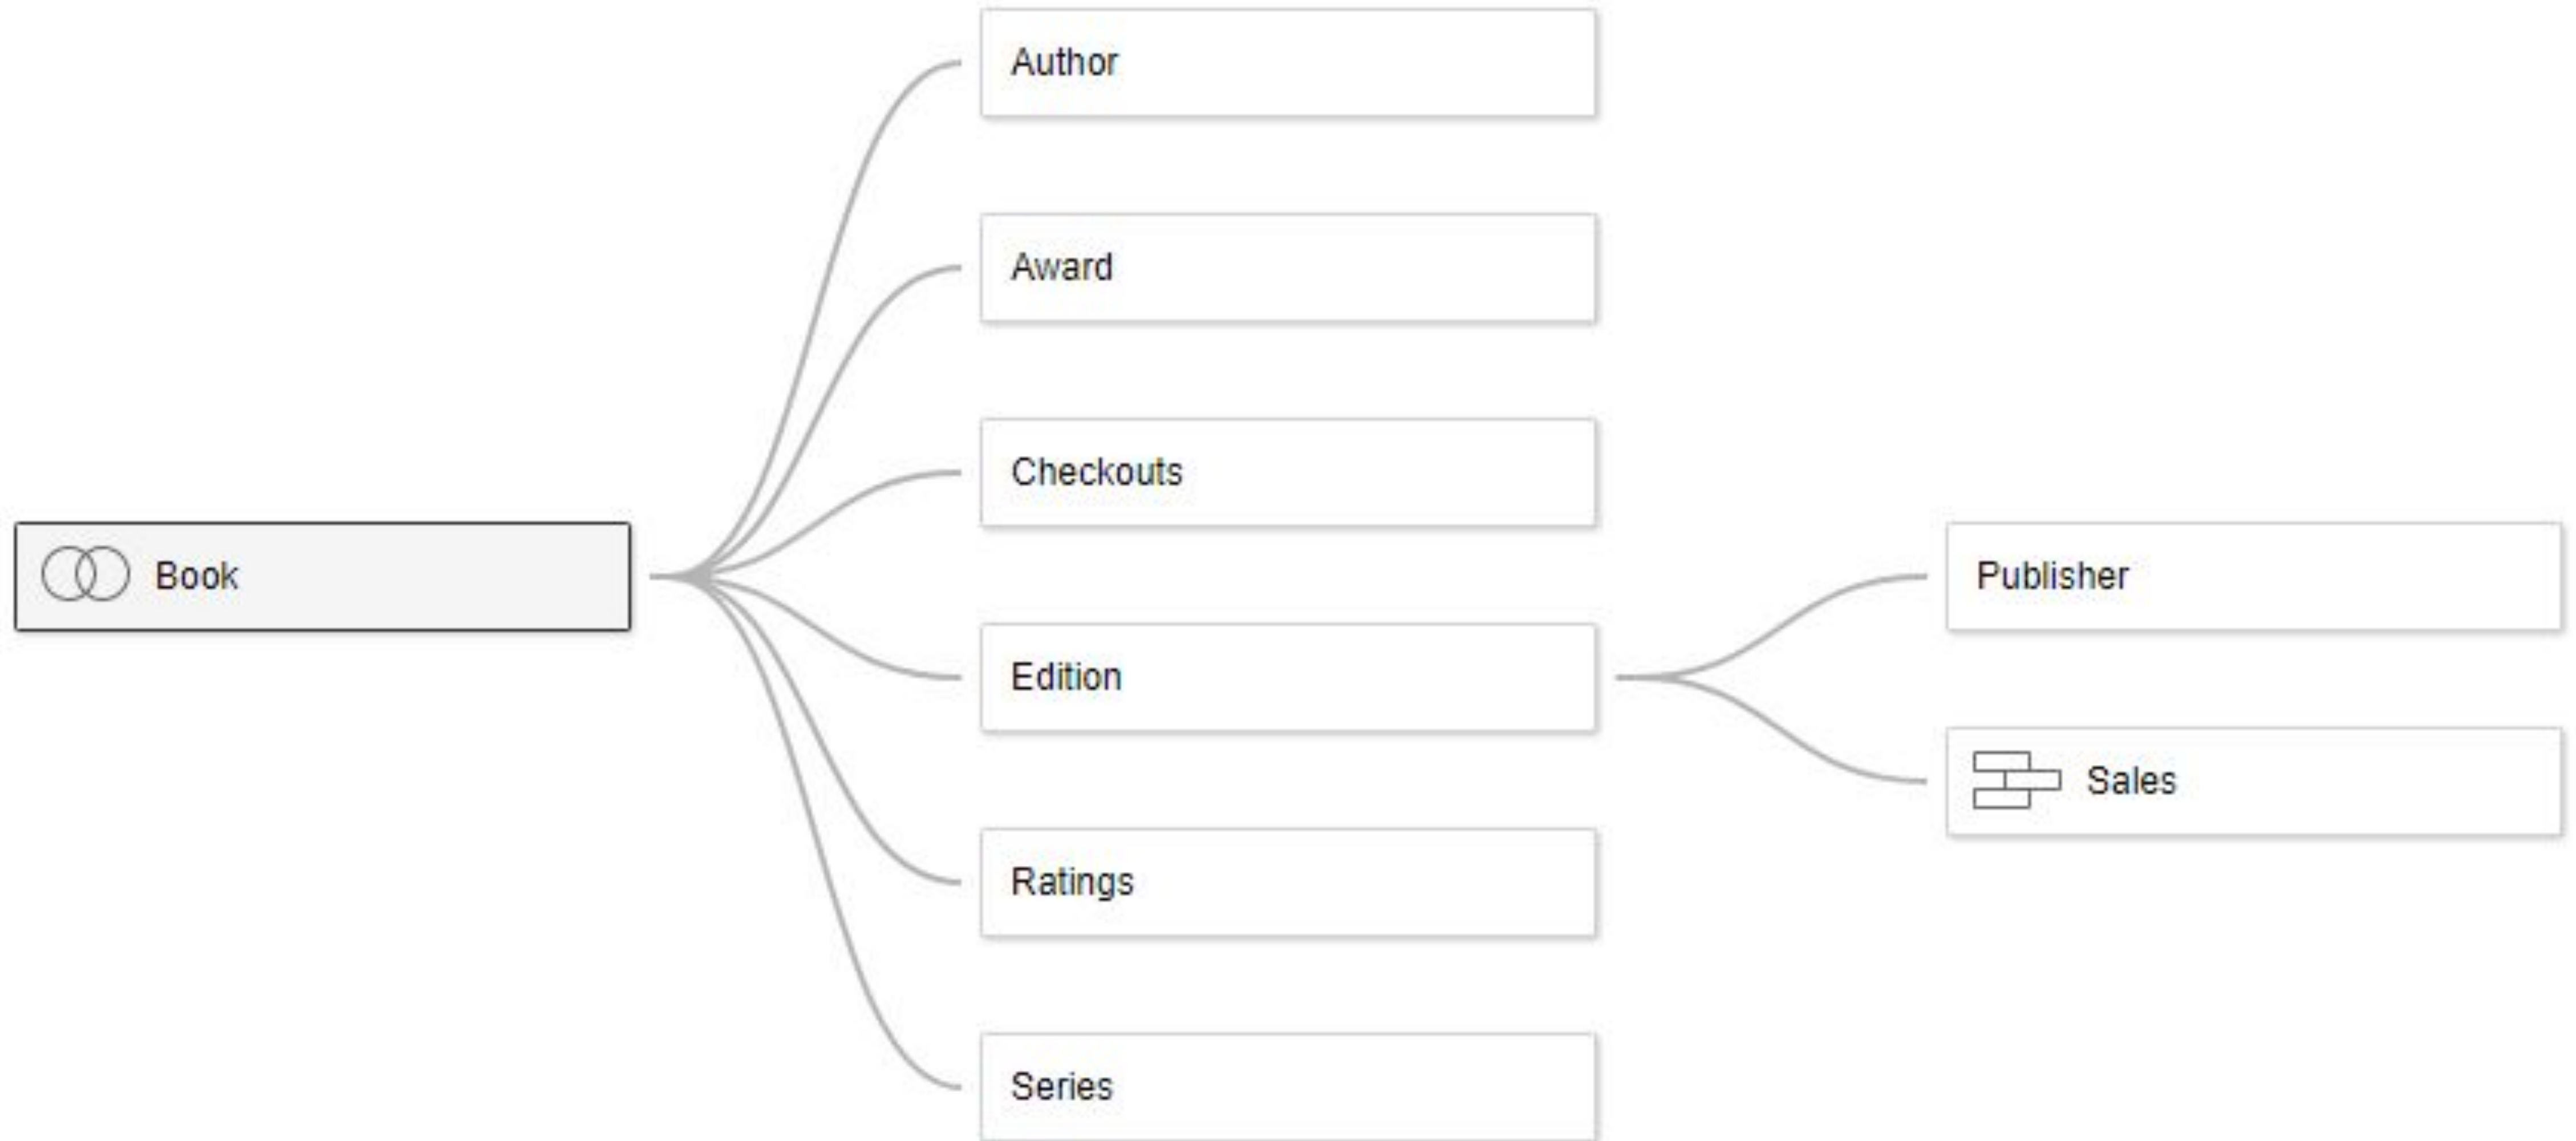 Author
Award
Checkouts
Book
Publisher
Edition
Sales
Ratings
Series